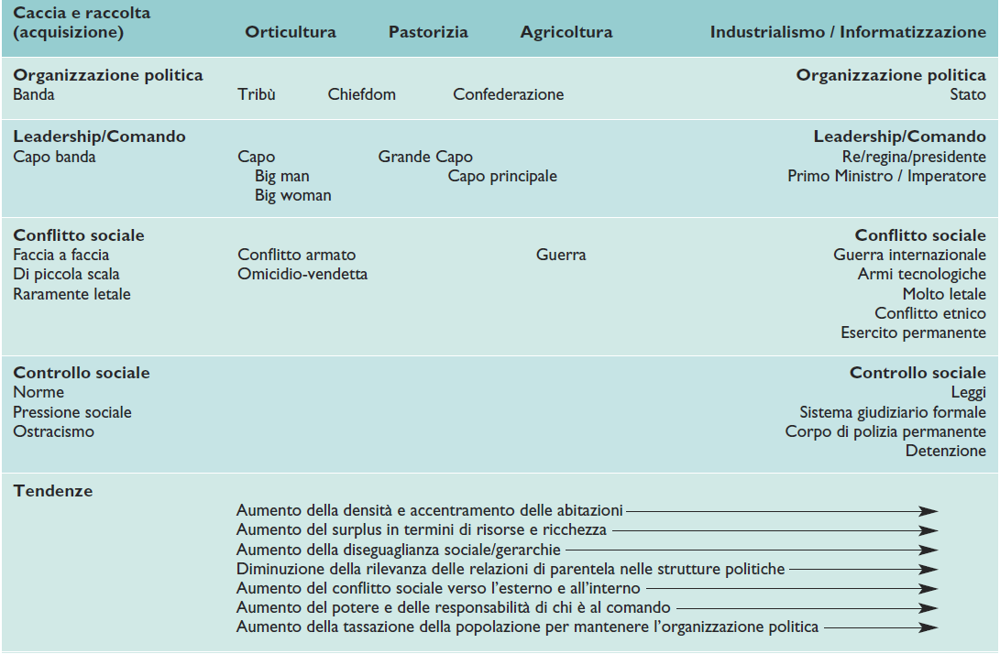 Caccia e raccolta
(acquisizione) Orticultura Pastorizia Agricoltura Industrialismo / Informatizzazione
Organizzazione politica Organizzazione politica
Banda Tribù Chiefdom Confederazione Stato
Leadership/Comando Leadership/Comando
Capo banda Capo Grande Capo Re/regina/presidente
Big man Capo principale Primo Ministro / Imperatore
Big woman
Conflitto sociale Conflitto sociale
Faccia a faccia Conflitto armato Guerra Guerra internazionale
Di piccola scala Omicidio-vendetta Armi tecnologiche
Raramente letale Molto letale
Conflitto etnico
Esercito permanente
Controllo sociale Controllo sociale
Norme Leggi
Pressione sociale Sistema giudiziario formale
Ostracismo Corpo di polizia permanente
Detenzione
Tendenze
Aumento della densità e accentramento delle abitazioni
Aumento del surplus in termini di risorse e ricchezza
Aumento della diseguaglianza sociale/gerarchie
Diminuzione della rilevanza delle relazioni di parentela nelle strutture politiche
Aumento del conflitto sociale verso l'esterno e all'interno
Aumento del potere e delle responsabilità di chi è al comando
Aumento della tassazione della popolazione per mantenere l'organizzazione politica